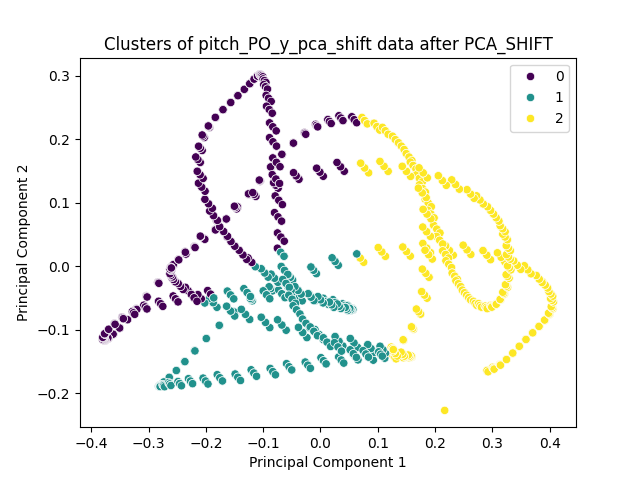 Clusters of pitch_PO_y_pca_shift data after PCA_SHIFT
0
1
2
0.3
0.2
0.1
0.0
−0.1
−0.2
Principal Component 2
−0.4 −0.3 −0.2 −0.1 0.0 0.1 0.2 0.3 0.4
Principal Component 1